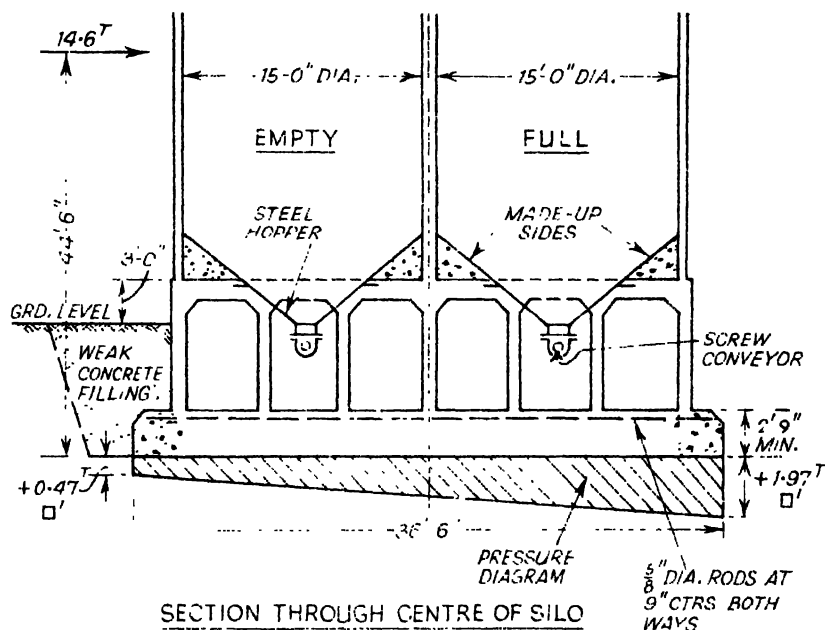 14·6ᵀ
15-0" DIA.
15'0" DIA.
EMPTY
FULL
STEEL
HOPPER
MADE-UP
SIDES
44'6"
3'-0"
GRD. LEVEL
WEAK
CONCRETE
FILLING.
SCREW
CONVEYOR
2'9"
MIN.
+0·47ᵀ
□'
+1·97ᵀ
□'
36'6"
PRESSURE
DIAGRAM
5/8" DIA. RODS AT
9" CTRS BOTH
WAYS
SECTION THROUGH CENTRE OF SILO